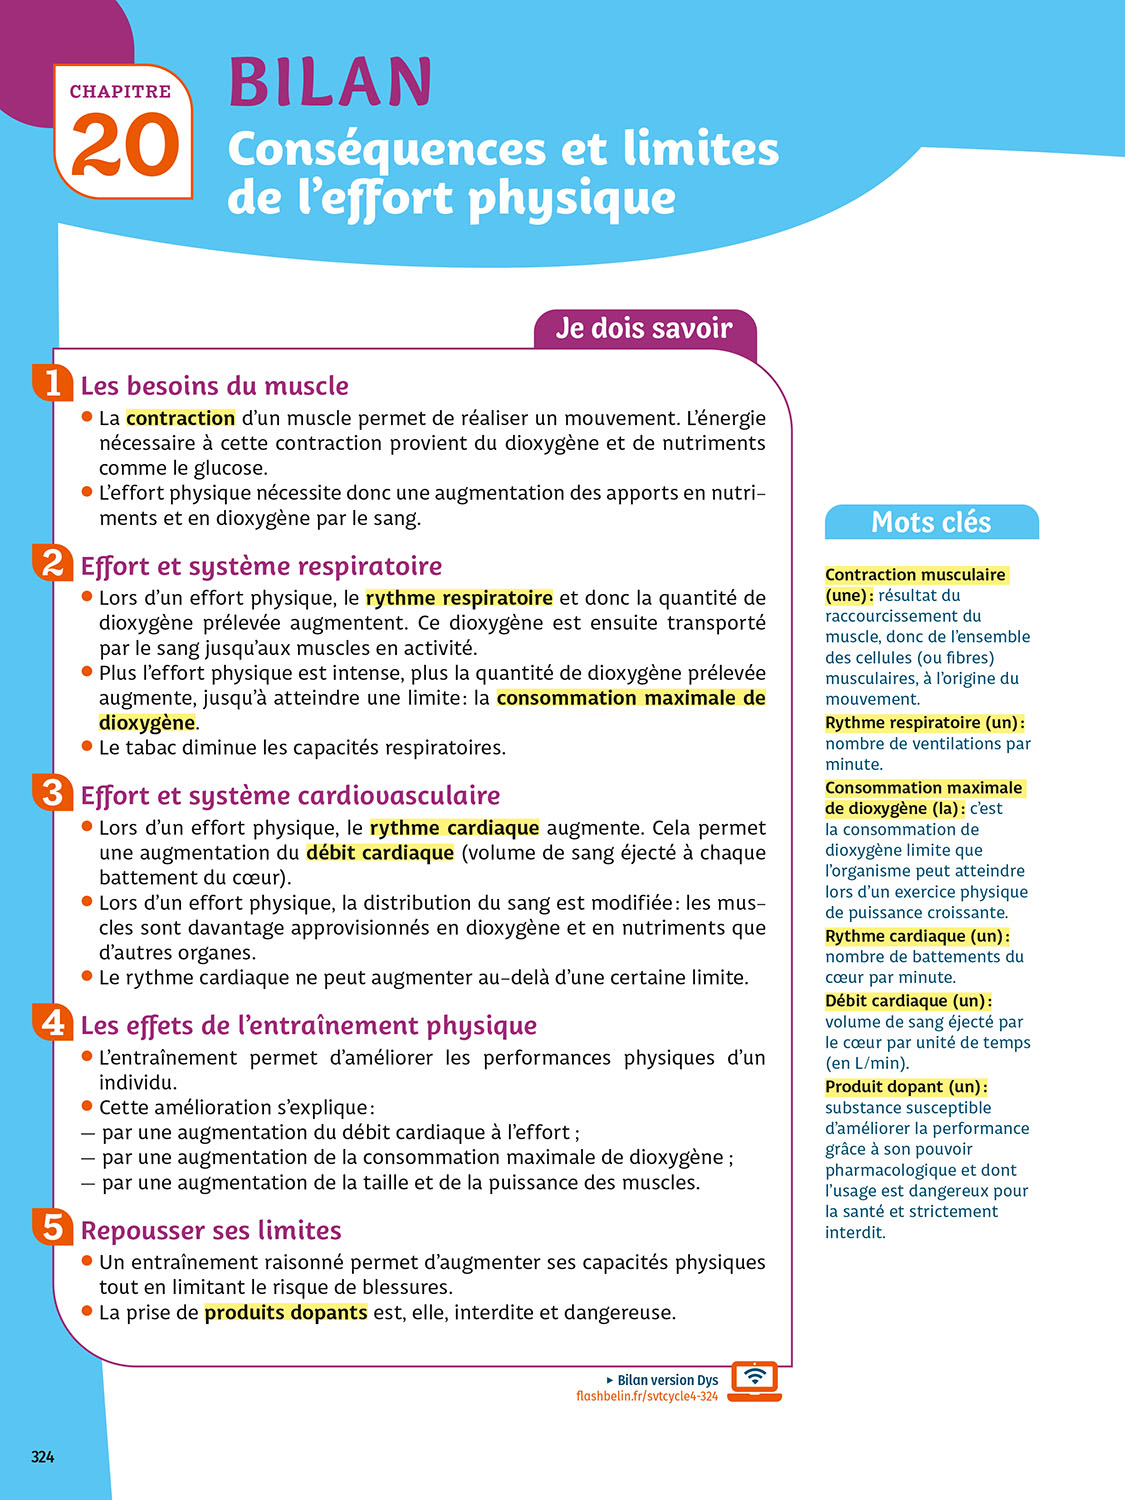 CHAPITRE
20
BILAN
Conséquences et limites
de l'effort physique
Je dois savoir
1 Les besoins du muscle
• La contraction d'un muscle permet de réaliser un mouvement. L'énergie
nécessaire à cette contraction provient du dioxygène et de nutriments
comme le glucose.
• L'effort physique nécessite donc une augmentation des apports en nutri-
ments et en dioxygène par le sang.
2 Effort et système respiratoire
• Lors d'un effort physique, le rythme respiratoire et donc la quantité de
dioxygène prélevée augmentent. Ce dioxygène est ensuite transporté
par le sang jusqu'aux muscles en activité.
• Plus l'effort physique est intense, plus la quantité de dioxygène prélevée
augmente, jusqu'à atteindre une limite : la consommation maximale de
dioxygène.
• Le tabac diminue les capacités respiratoires.
3 Effort et système cardiovasculaire
• Lors d'un effort physique, le rythme cardiaque augmente. Cela permet
une augmentation du débit cardiaque (volume de sang éjecté à chaque
battement du cœur).
• Lors d'un effort physique, la distribution du sang est modifiée : les mus-
cles sont davantage approvisionnés en dioxygène et en nutriments que
d'autres organes.
• Le rythme cardiaque ne peut augmenter au-delà d'une certaine limite.
4 Les effets de l'entraînement physique
• L'entraînement permet d'améliorer les performances physiques d'un
individu.
• Cette amélioration s'explique :
— par une augmentation du débit cardiaque à l'effort ;
— par une augmentation de la consommation maximale de dioxygène ;
— par une augmentation de la taille et de la puissance des muscles.
5 Repousser ses limites
• Un entraînement raisonné permet d'augmenter ses capacités physiques
tout en limitant le risque de blessures.
• La prise de produits dopants est, elle, interdite et dangereuse.
▸ Bilan version Dys
flashbelin.fr/svtcycle4-324
Mots clés
Contraction musculaire
(une) : résultat du
raccourcissement du
muscle, donc de l'ensemble
des cellules (ou fibres)
musculaires, à l'origine du
mouvement.
Rythme respiratoire (un) :
nombre de ventilations par
minute.
Consommation maximale
de dioxygène (la) : c'est
la consommation de
dioxygène limite que
l'organisme peut atteindre
lors d'un exercice physique
de puissance croissante.
Rythme cardiaque (un) :
nombre de battements du
cœur par minute.
Débit cardiaque (un) :
volume de sang éjecté par
le cœur par unité de temps
(en L/min).
Produit dopant (un) :
substance susceptible
d'améliorer la performance
grâce à son pouvoir
pharmacologique et dont
l'usage est dangereux pour
la santé et strictement
interdit.
324